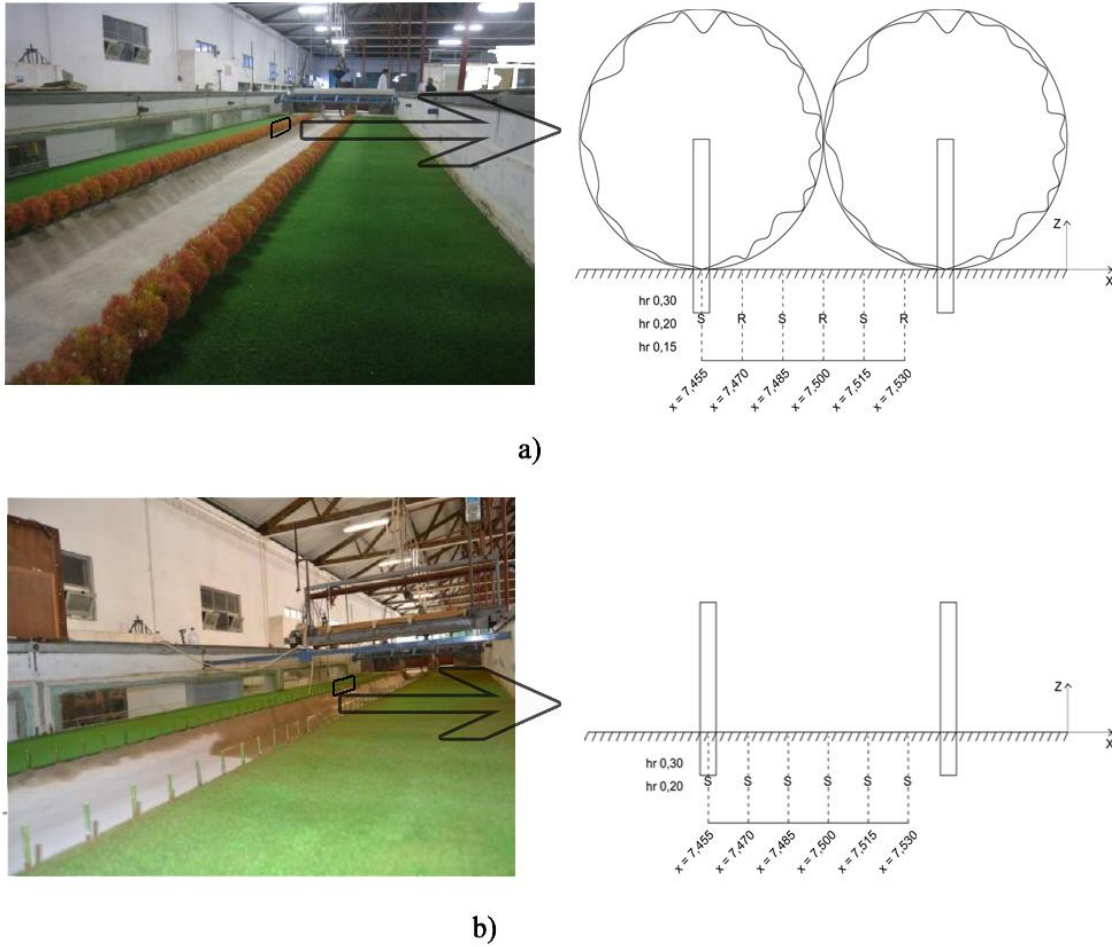 Z
X
hr 0,30
hr 0,20
hr 0,15
S R S R S R
x = 7,455
x = 7,470
x = 7,485
x = 7,500
x = 7,515
x = 7,530
a)
Z
X
hr 0,30
hr 0,20
S S S S S S
x = 7,455
x = 7,470
x = 7,485
x = 7,500
x = 7,515
x = 7,530
b)